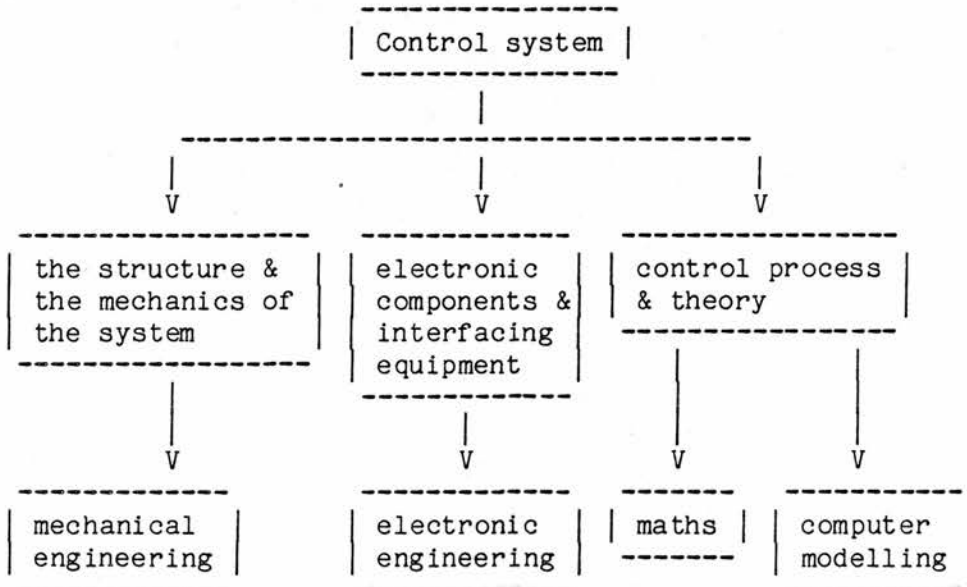 Control system
the structure &
the mechanics of
the system
electronic
components &
interfacing
equipment
control process
& theory
mechanical
engineering
electronic
engineering
maths
computer
modelling